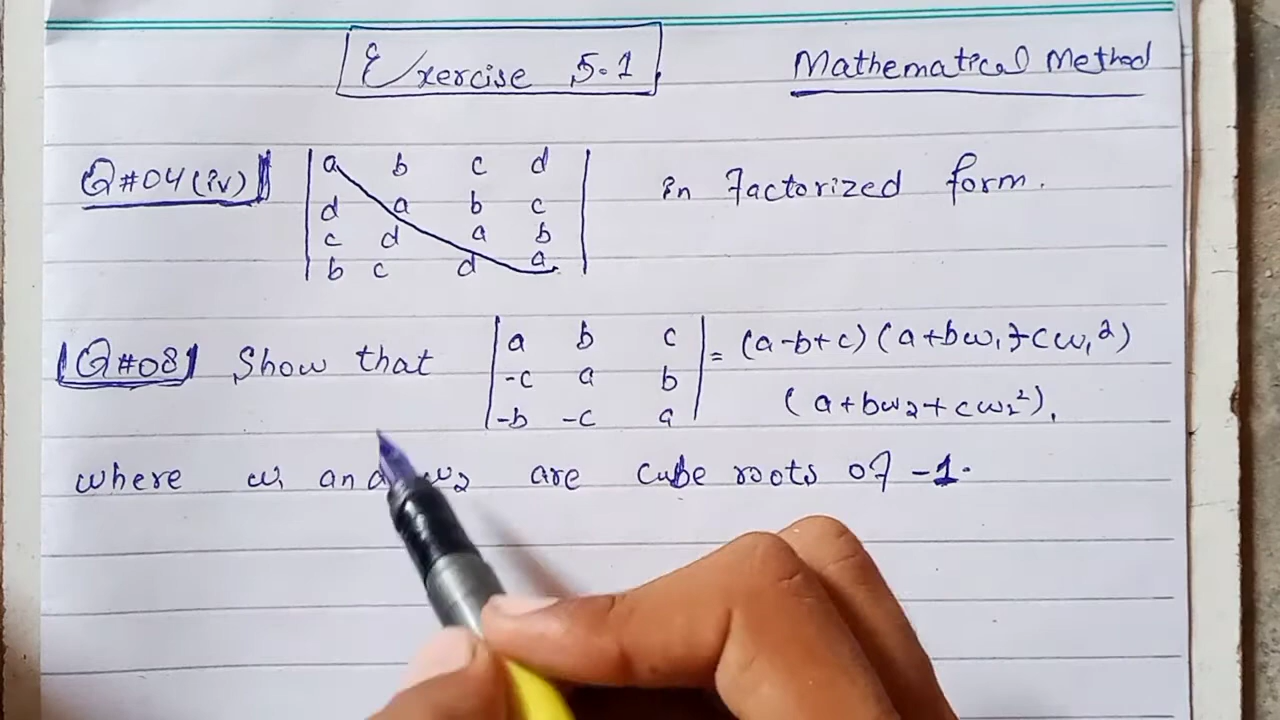 Exercise 5.1
Mathematical Method
Q#04(iv) | a b c d | in Factorized form.
d a b c
c d a b
b c d a
Q#08 Show that | a b c | = (a-b+c)(a+bω₁+cω₁²)
-c a b
-b -c a (a+bω₂+cω₂²).
where ω₁ and ω₂ are cube roots of -1.